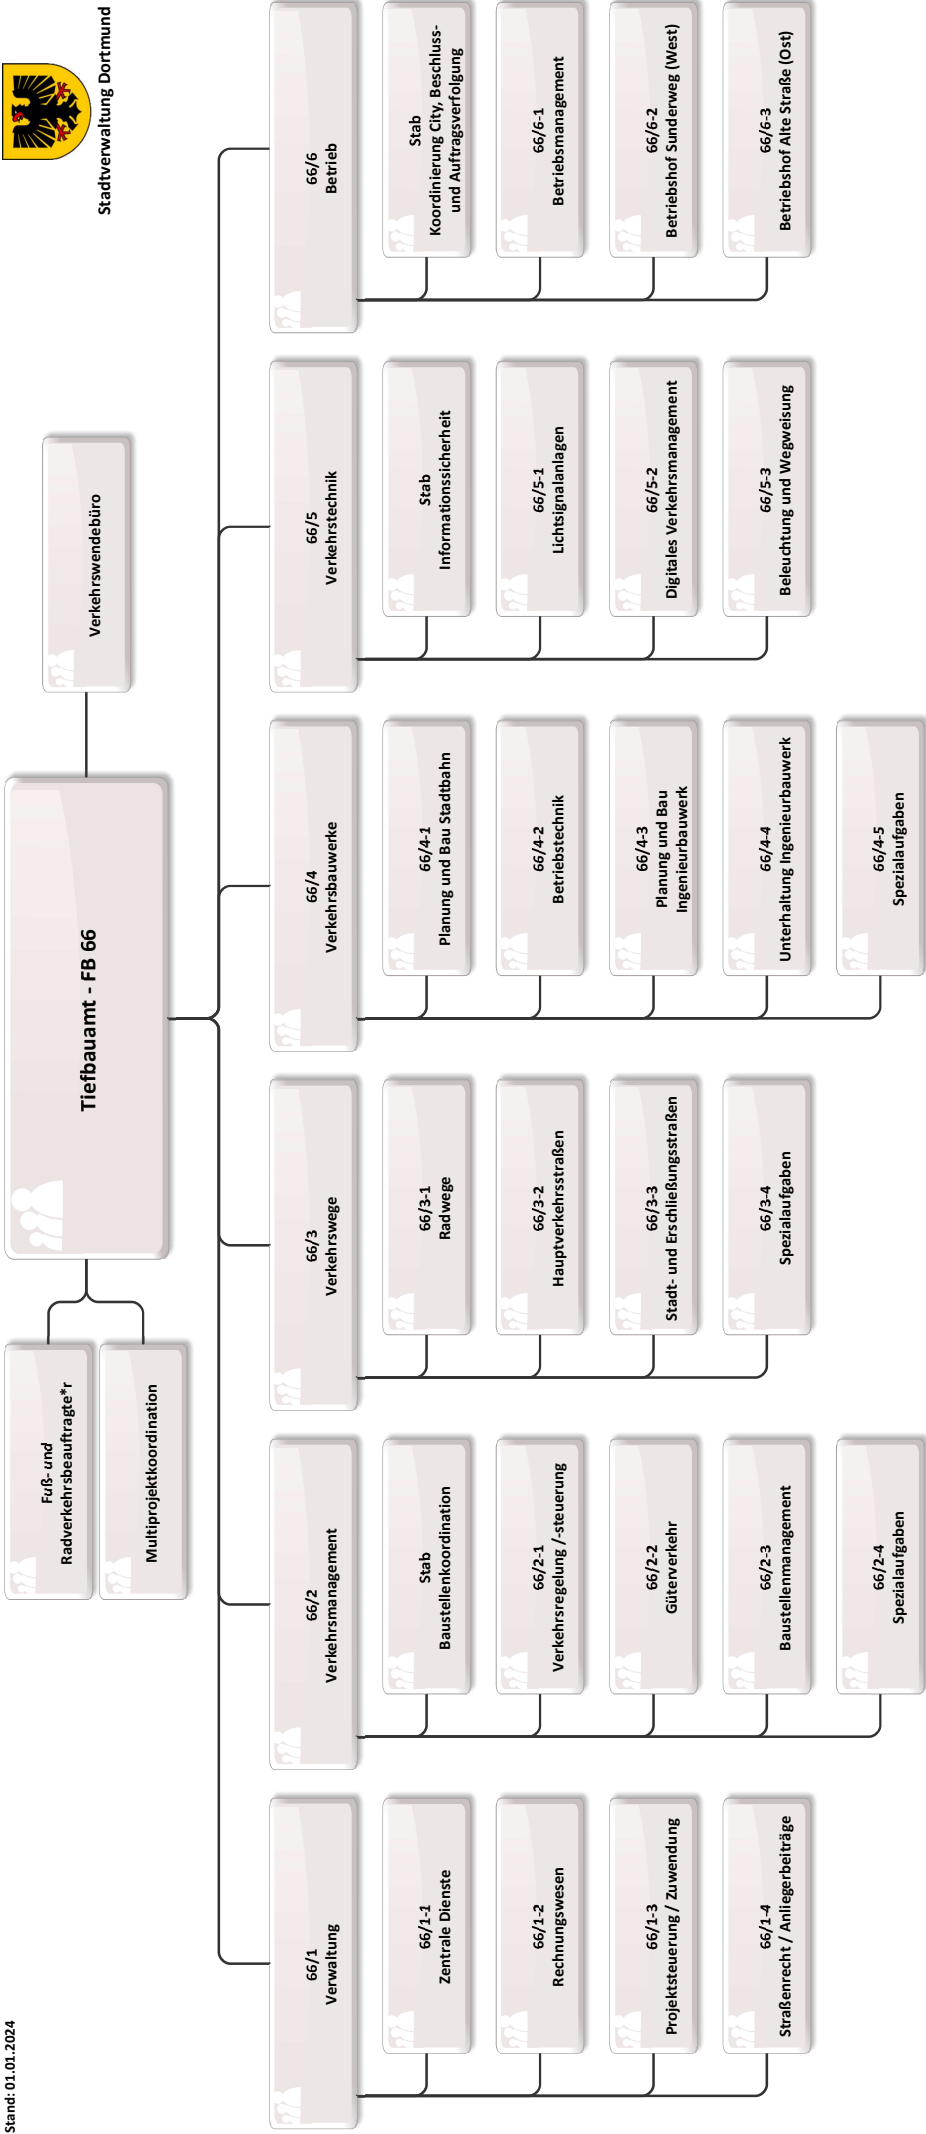 Stand: 01.01.2024
Stadtverwaltung Dortmund
Fuß- und
Radverkehrsbeauftragte*r
Multiprojektkoordination
Tiefbauamt - FB 66
Verkehrswendebüro
66/1
Verwaltung
66/1-1
Zentrale Dienste
66/1-2
Rechnungswesen
66/1-3
Projektsteuerung / Zuwendung
66/1-4
Straßenrecht / Anliegerbeiträge
66/2
Verkehrsmanagement
Stab
Baustellenkoordination
66/2-1
Verkehrsregelung /-steuerung
66/2-2
Güterverkehr
66/2-3
Baustellenmanagement
66/2-4
Spezialaufgaben
66/3
Verkehrswege
66/3-1
Radwege
66/3-2
Hauptverkehrsstraßen
66/3-3
Stadt- und Erschließungsstraßen
66/3-4
Spezialaufgaben
66/4
Verkehrsbauwerke
66/4-1
Planung und Bau Stadtbahn
66/4-2
Betriebstechnik
66/4-3
Planung und Bau
Ingenieurbauwerk
66/4-4
Unterhaltung Ingenieurbauwerk
66/4-5
Spezialaufgaben
66/5
Verkehrstechnik
Stab
Informationssicherheit
66/5-1
Lichtsignalanlagen
66/5-2
Digitales Verkehrsmanagement
66/5-3
Beleuchtung und Wegweisung
66/6
Betrieb
Stab
Koordinierung City, Beschluss-
und Auftragsverfolgung
66/6-1
Betriebsmanagement
66/6-2
Betriebshof Sunderweg (West)
66/6-3
Betriebshof Alte Straße (Ost)